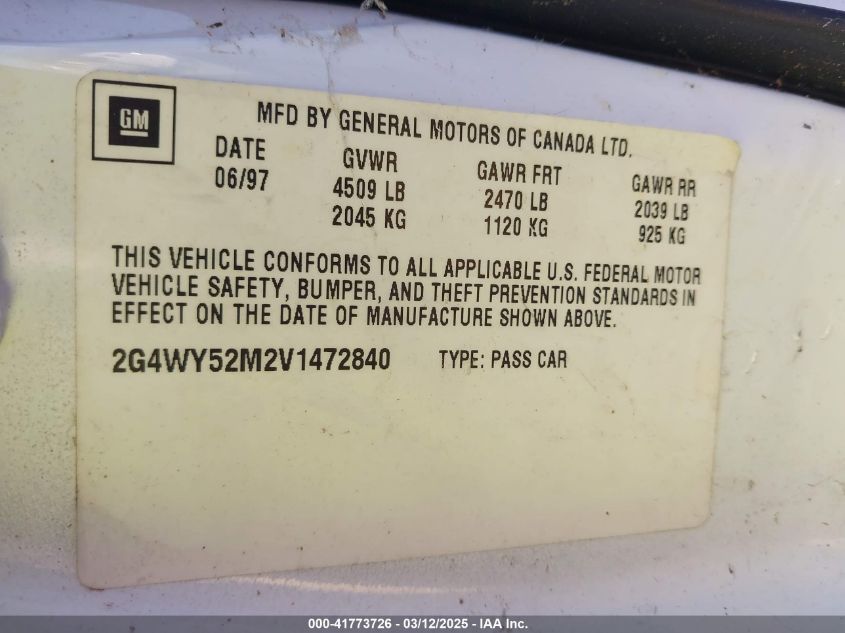 GM
MFD BY GENERAL MOTORS OF CANADA LTD.
DATE GVWR GAWR FRT GAWR RR
06/97 4509 LB 2470 LB 2039 LB
2045 KG 1120 KG 925 KG
THIS VEHICLE CONFORMS TO ALL APPLICABLE U.S. FEDERAL MOTOR
VEHICLE SAFETY, BUMPER, AND THEFT PREVENTION STANDARDS IN
EFFECT ON THE DATE OF MANUFACTURE SHOWN ABOVE.
2G4WY52M2V1472840 TYPE: PASS CAR
000-41773726 - 03/12/2025 - IAA Inc.